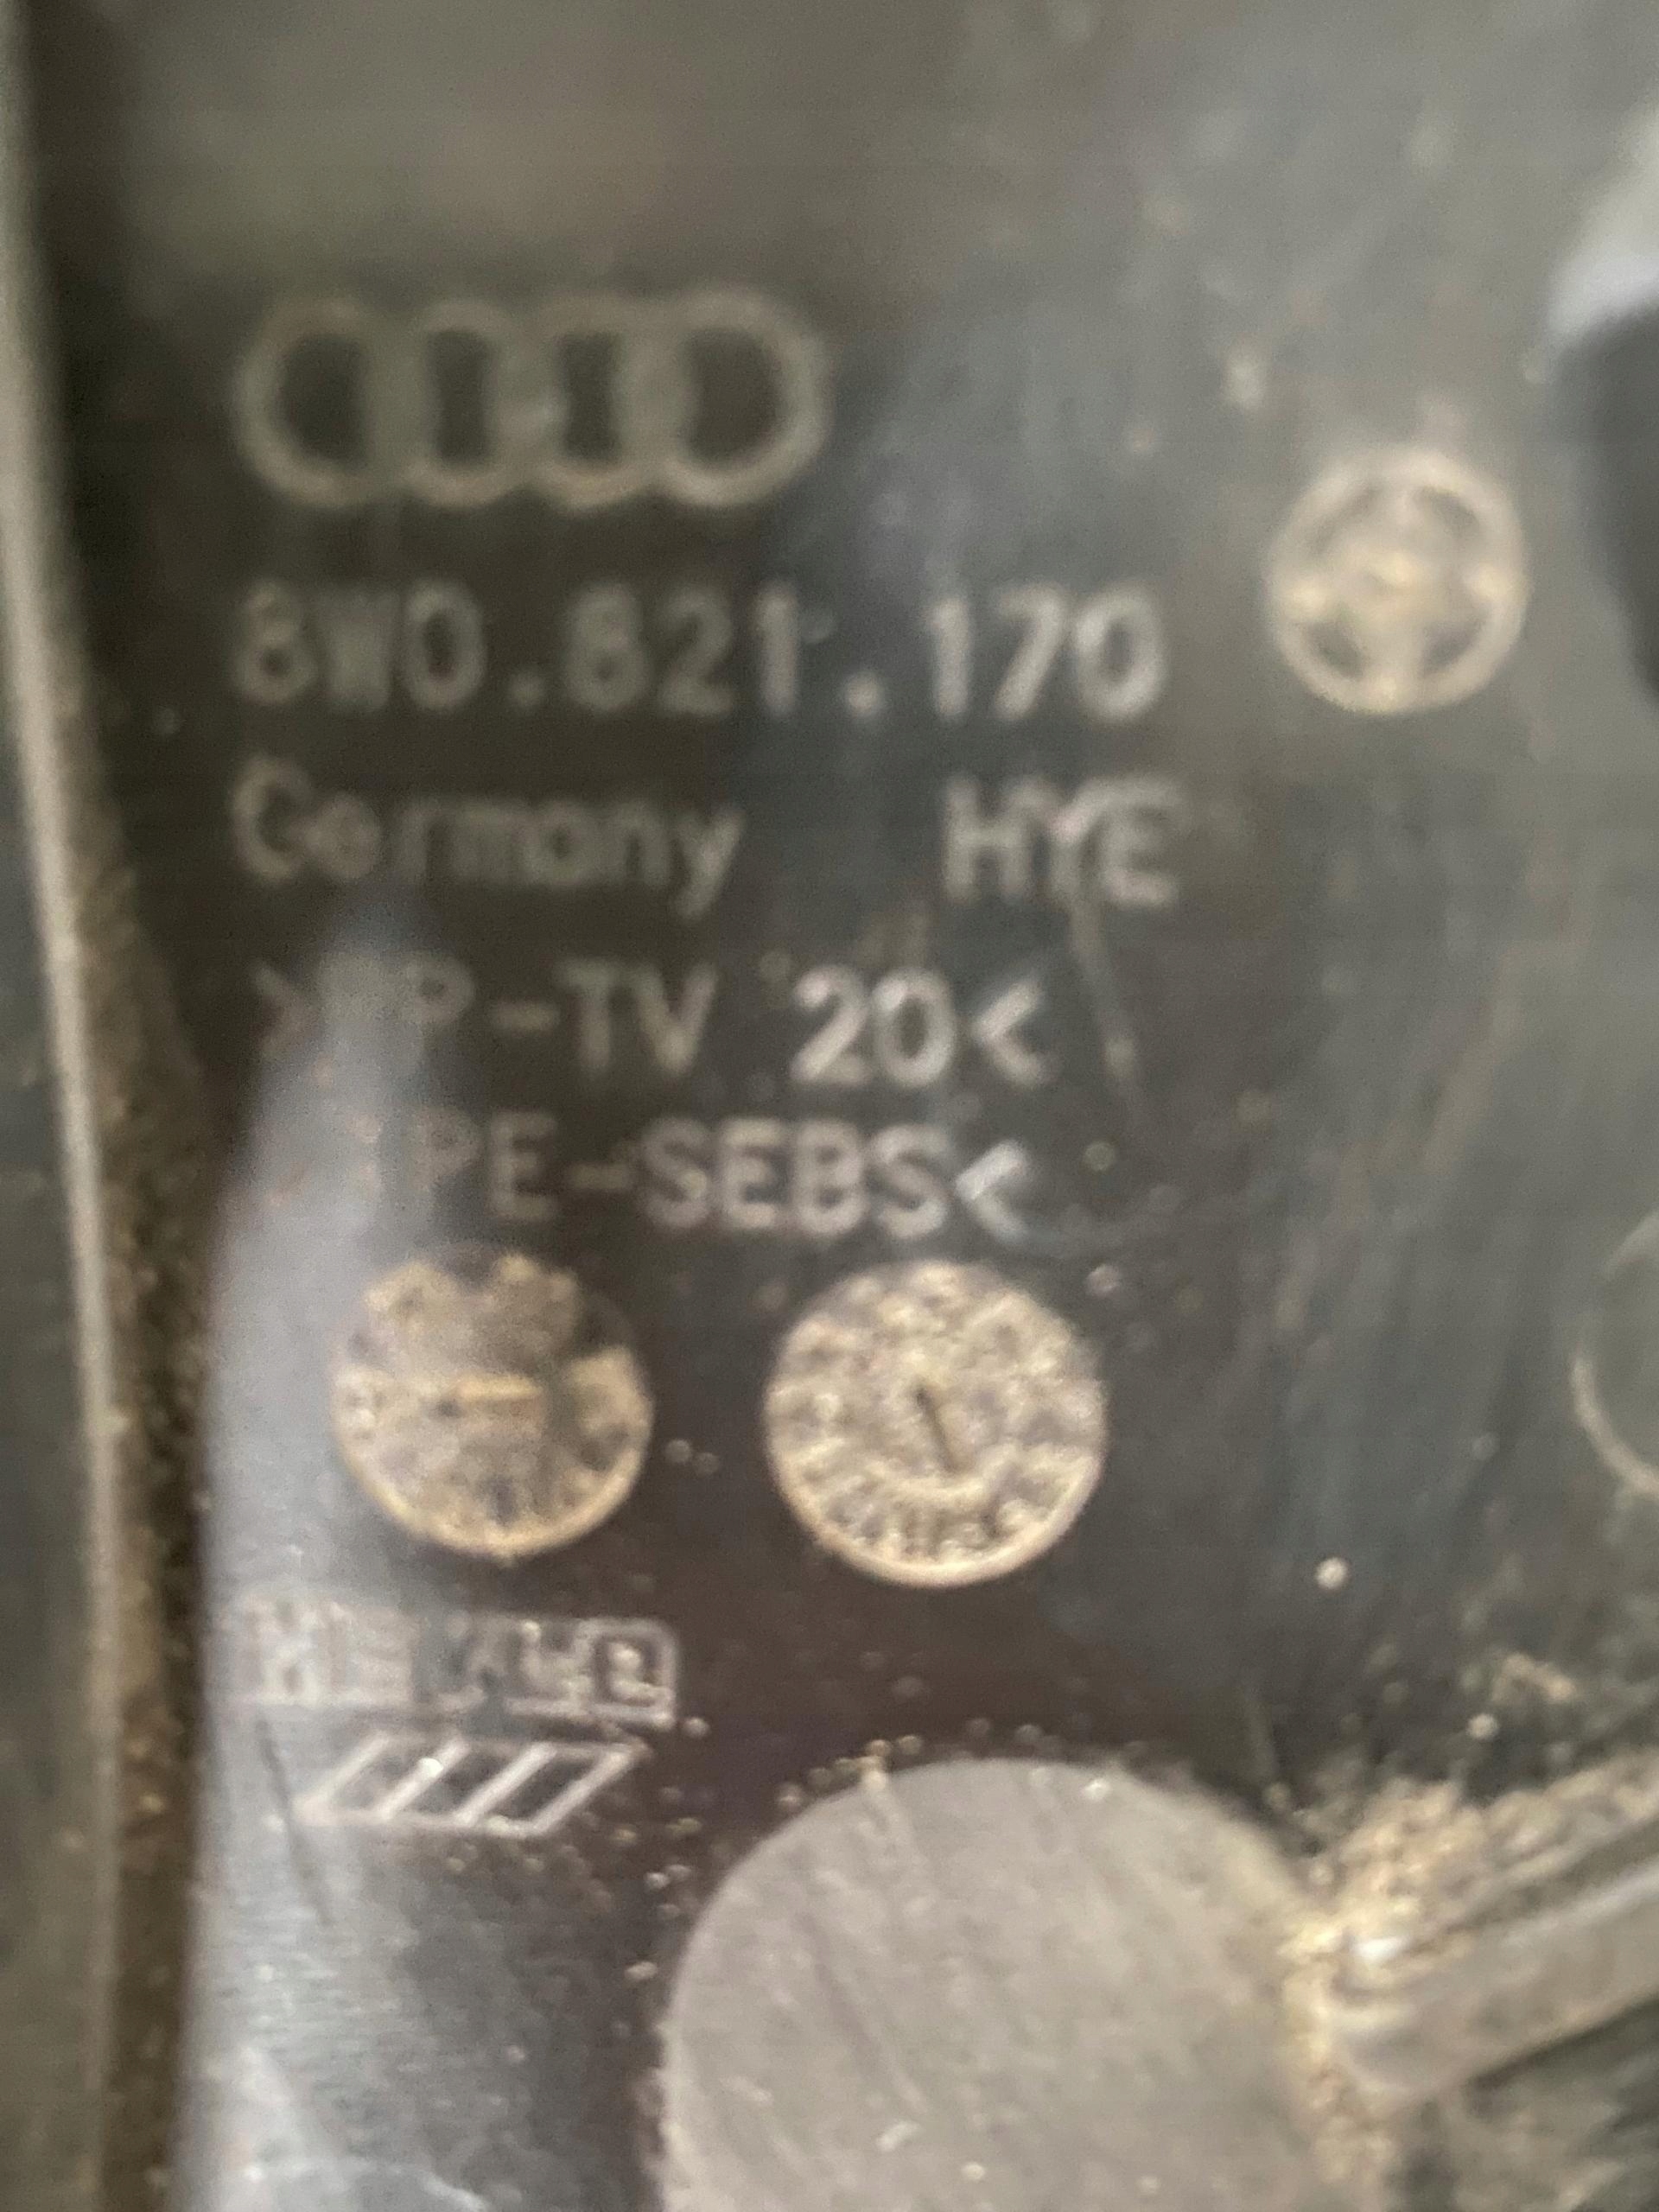 8W0.821.170
Germany HYE
-TV 20<
PE-SEBS<